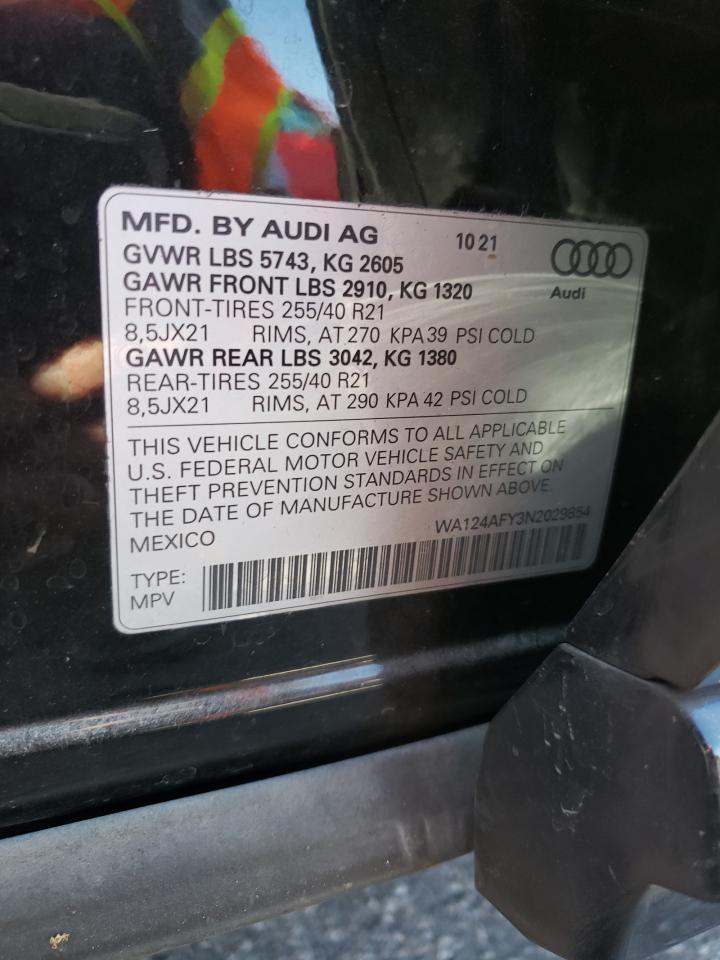 MFD. BY AUDI AG 10 21
GVWR LBS 5743, KG 2605
GAWR FRONT LBS 2910, KG 1320
Audi
FRONT-TIRES 255/40 R21
8,5JX21 RIMS, AT 270 KPA 39 PSI COLD
GAWR REAR LBS 3042, KG 1380
REAR-TIRES 255/40 R21
8,5JX21 RIMS, AT 290 KPA 42 PSI COLD
THIS VEHICLE CONFORMS TO ALL APPLICABLE
U.S. FEDERAL MOTOR VEHICLE SAFETY AND
THEFT PREVENTION STANDARDS IN EFFECT ON
THE DATE OF MANUFACTURE SHOWN ABOVE.
MEXICO WA124AFY3N2029854
TYPE:
MPV